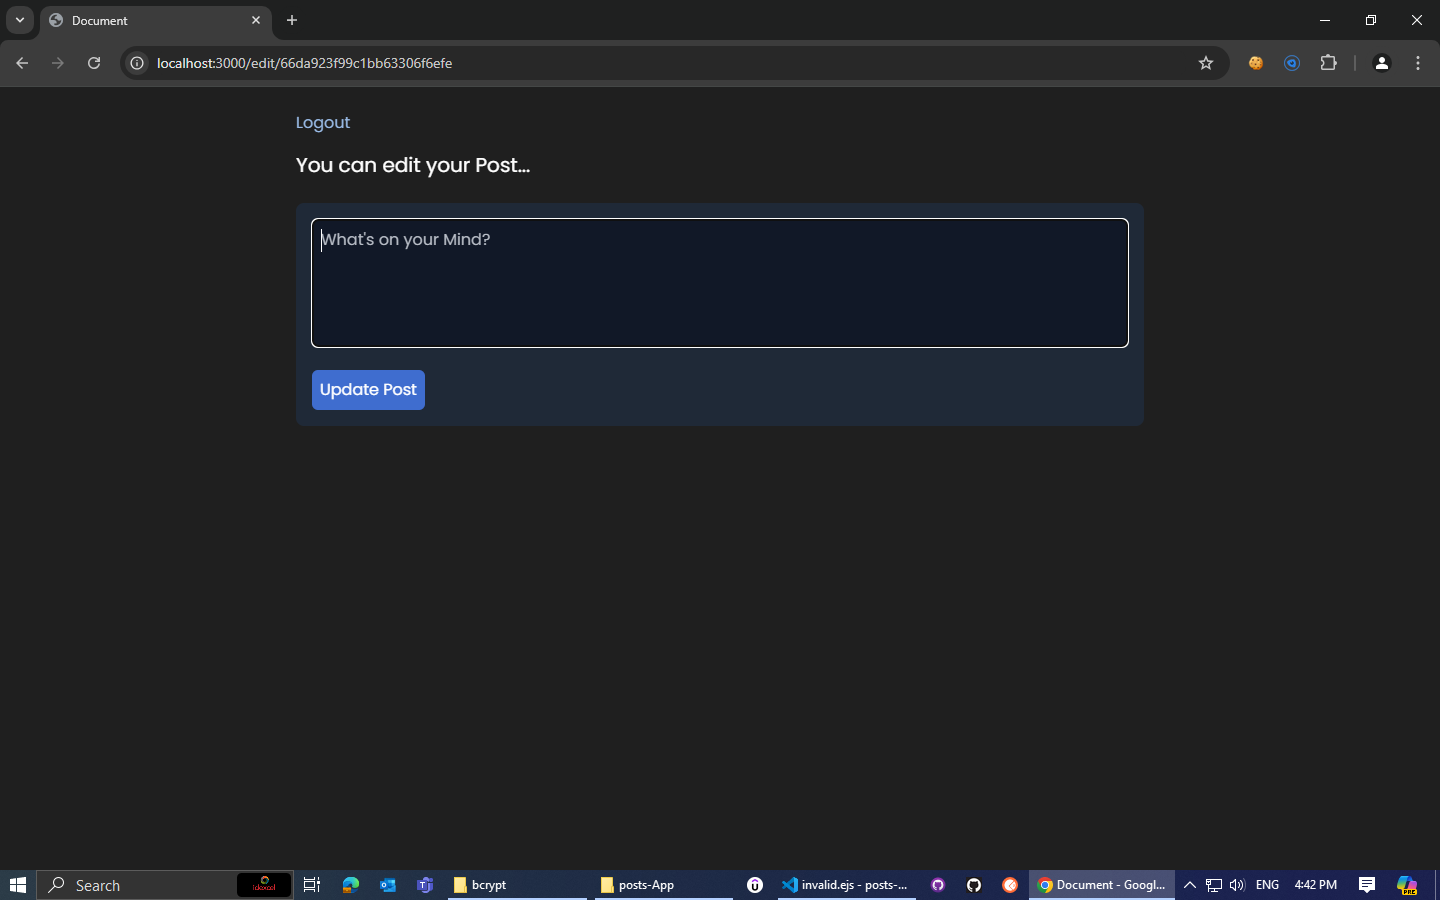 Document
localhost:3000/edit/66da923f99c1bb63306f6efe
Logout
You can edit your Post...
What's on your Mind?
Update Post
Search
bcrypt
posts-App
invalid.ejs - posts-...
Document - Googl...
ENG
4:42 PM
PRE